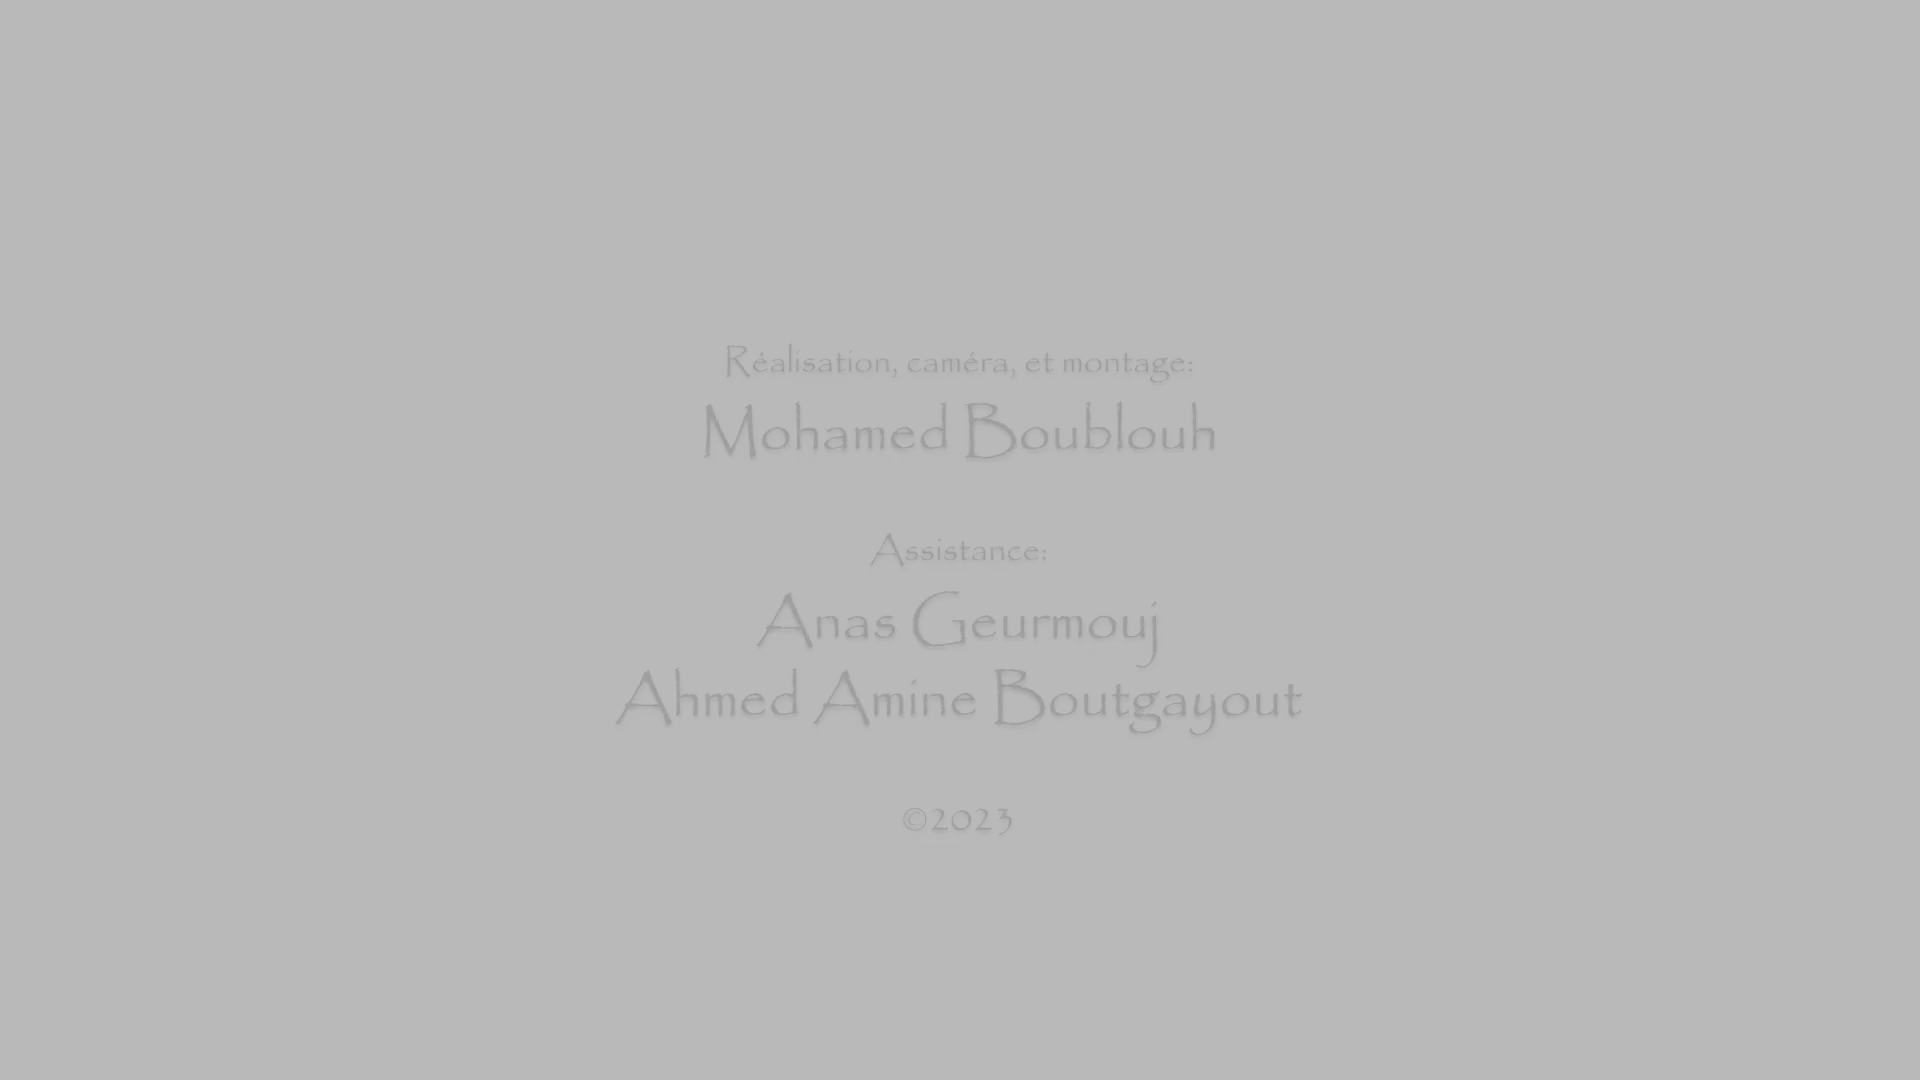 Réalisation, caméra, et montage:
Mohamed Boublouh
Assistance:
Anas Geurmouj
Ahmed Amine Boutgayout
©2023